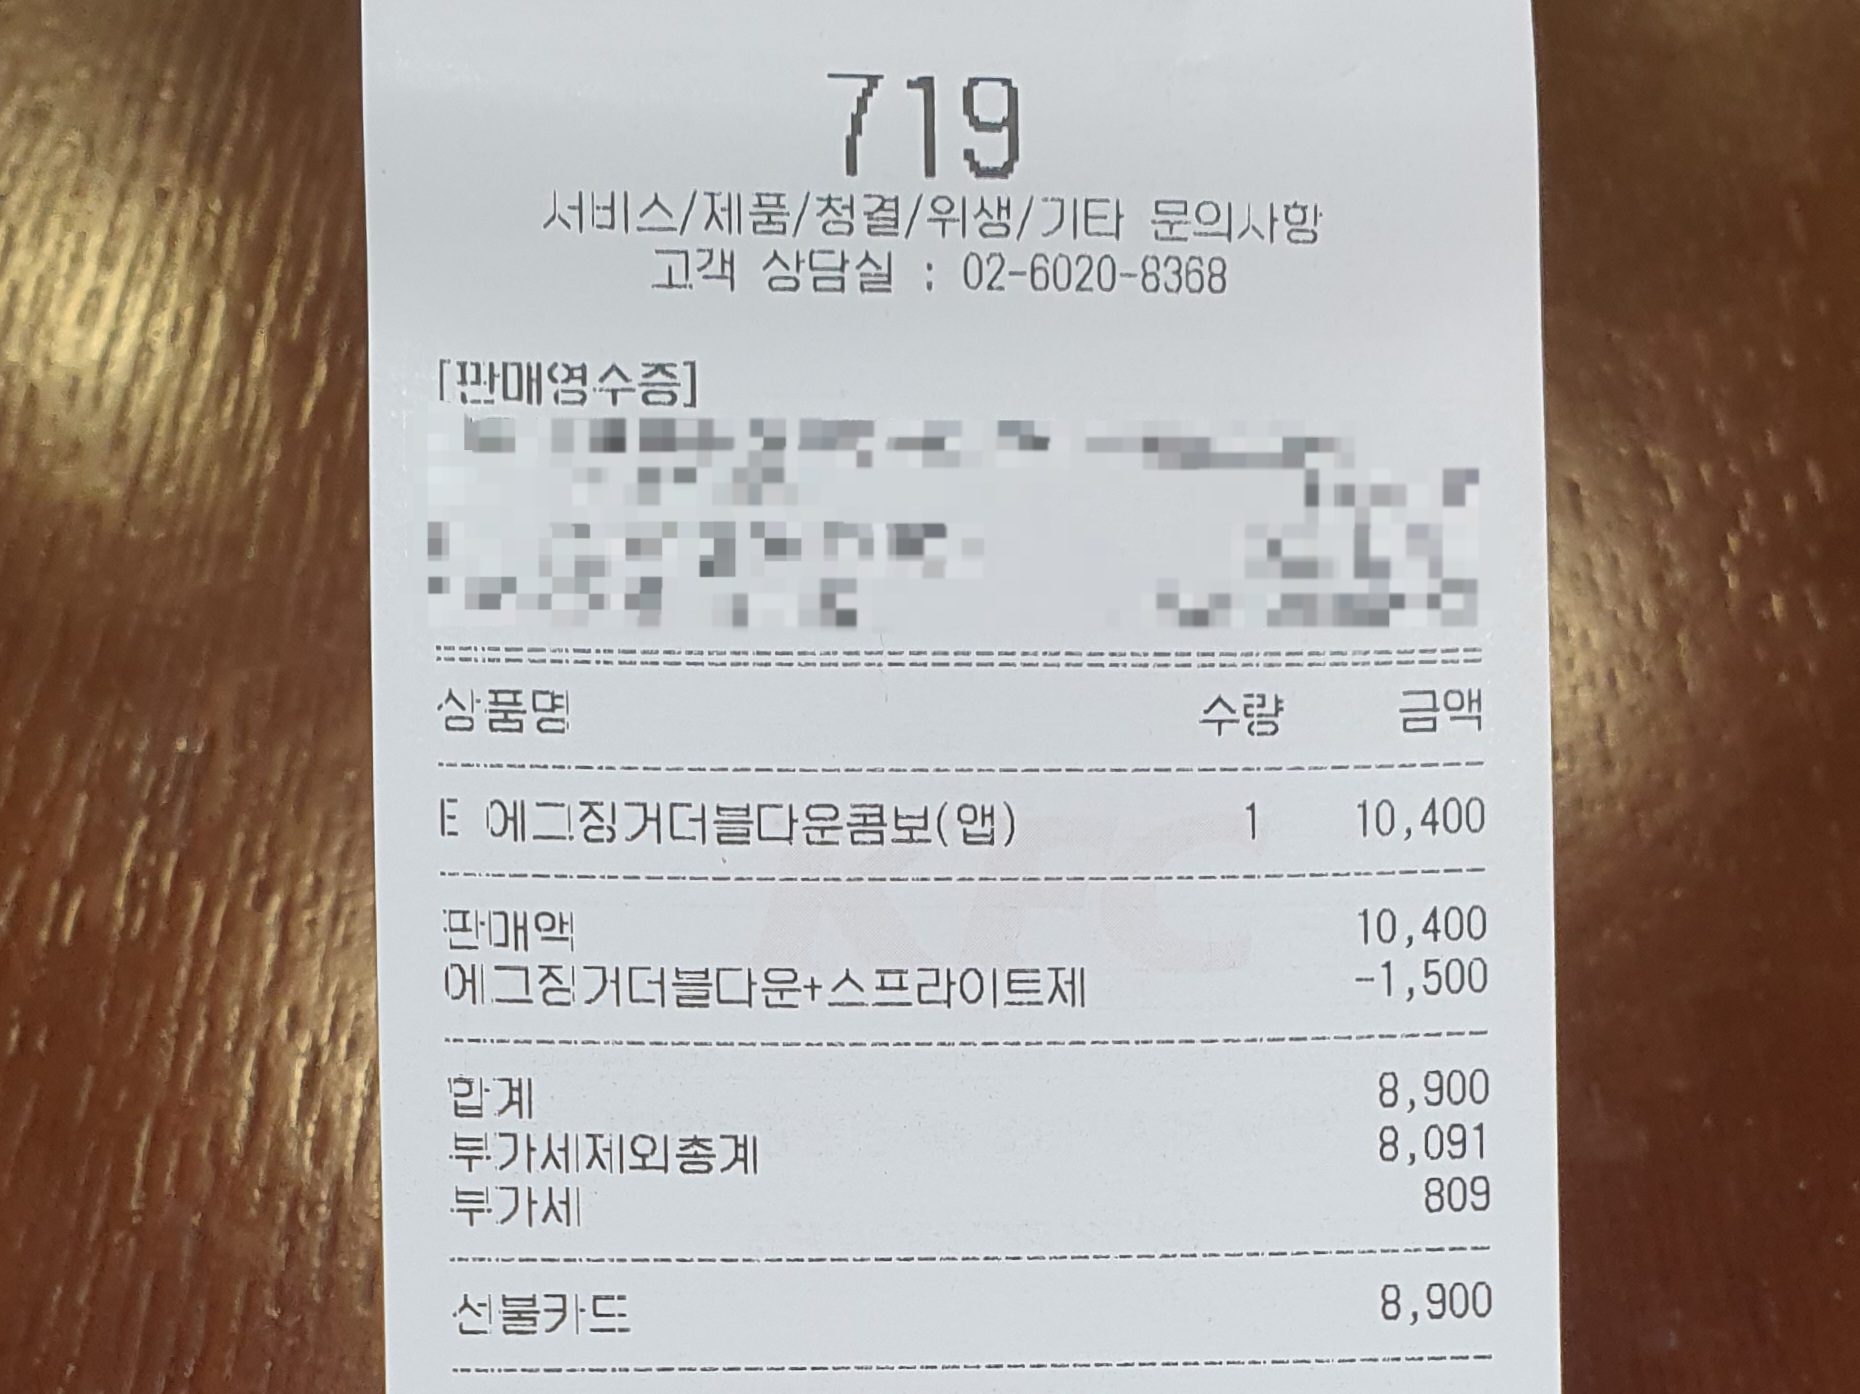 719
서비스/제품/청결/위생/기타 문의사항
고객 상담실 : 02-6020-8368
[판매영수증]
상품명 수량 금액
E 에그징거더블다운콤보(앱) 1 10,400
KFC
판매액 10,400
에그징거더블다운+스프라이트제 -1,500
합계 8,900
부가세제외총계 8,091
부가세 809
선불카드 8,900